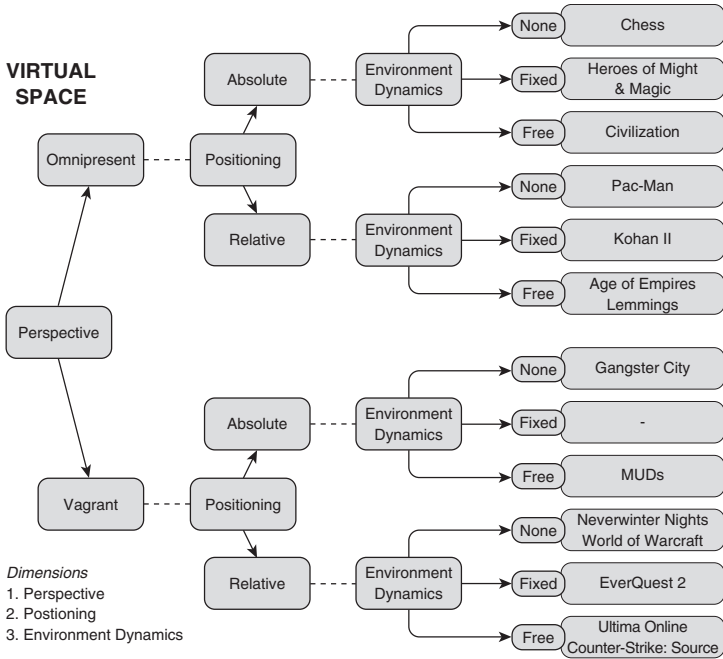 VIRTUAL
SPACE
Perspective
Omnipresent
Positioning
Absolute
Environment
Dynamics
None
Chess
Fixed
Heroes of Might
& Magic
Free
Civilization
Relative
Environment
Dynamics
None
Pac-Man
Fixed
Kohan II
Free
Age of Empires
Lemmings
Vagrant
Positioning
Absolute
Environment
Dynamics
None
Gangster City
Fixed
-
Free
MUDs
Relative
Environment
Dynamics
None
Neverwinter Nights
World of Warcraft
Fixed
EverQuest 2
Free
Ultima Online
Counter-Strike: Source
Dimensions
1. Perspective
2. Postioning
3. Environment Dynamics